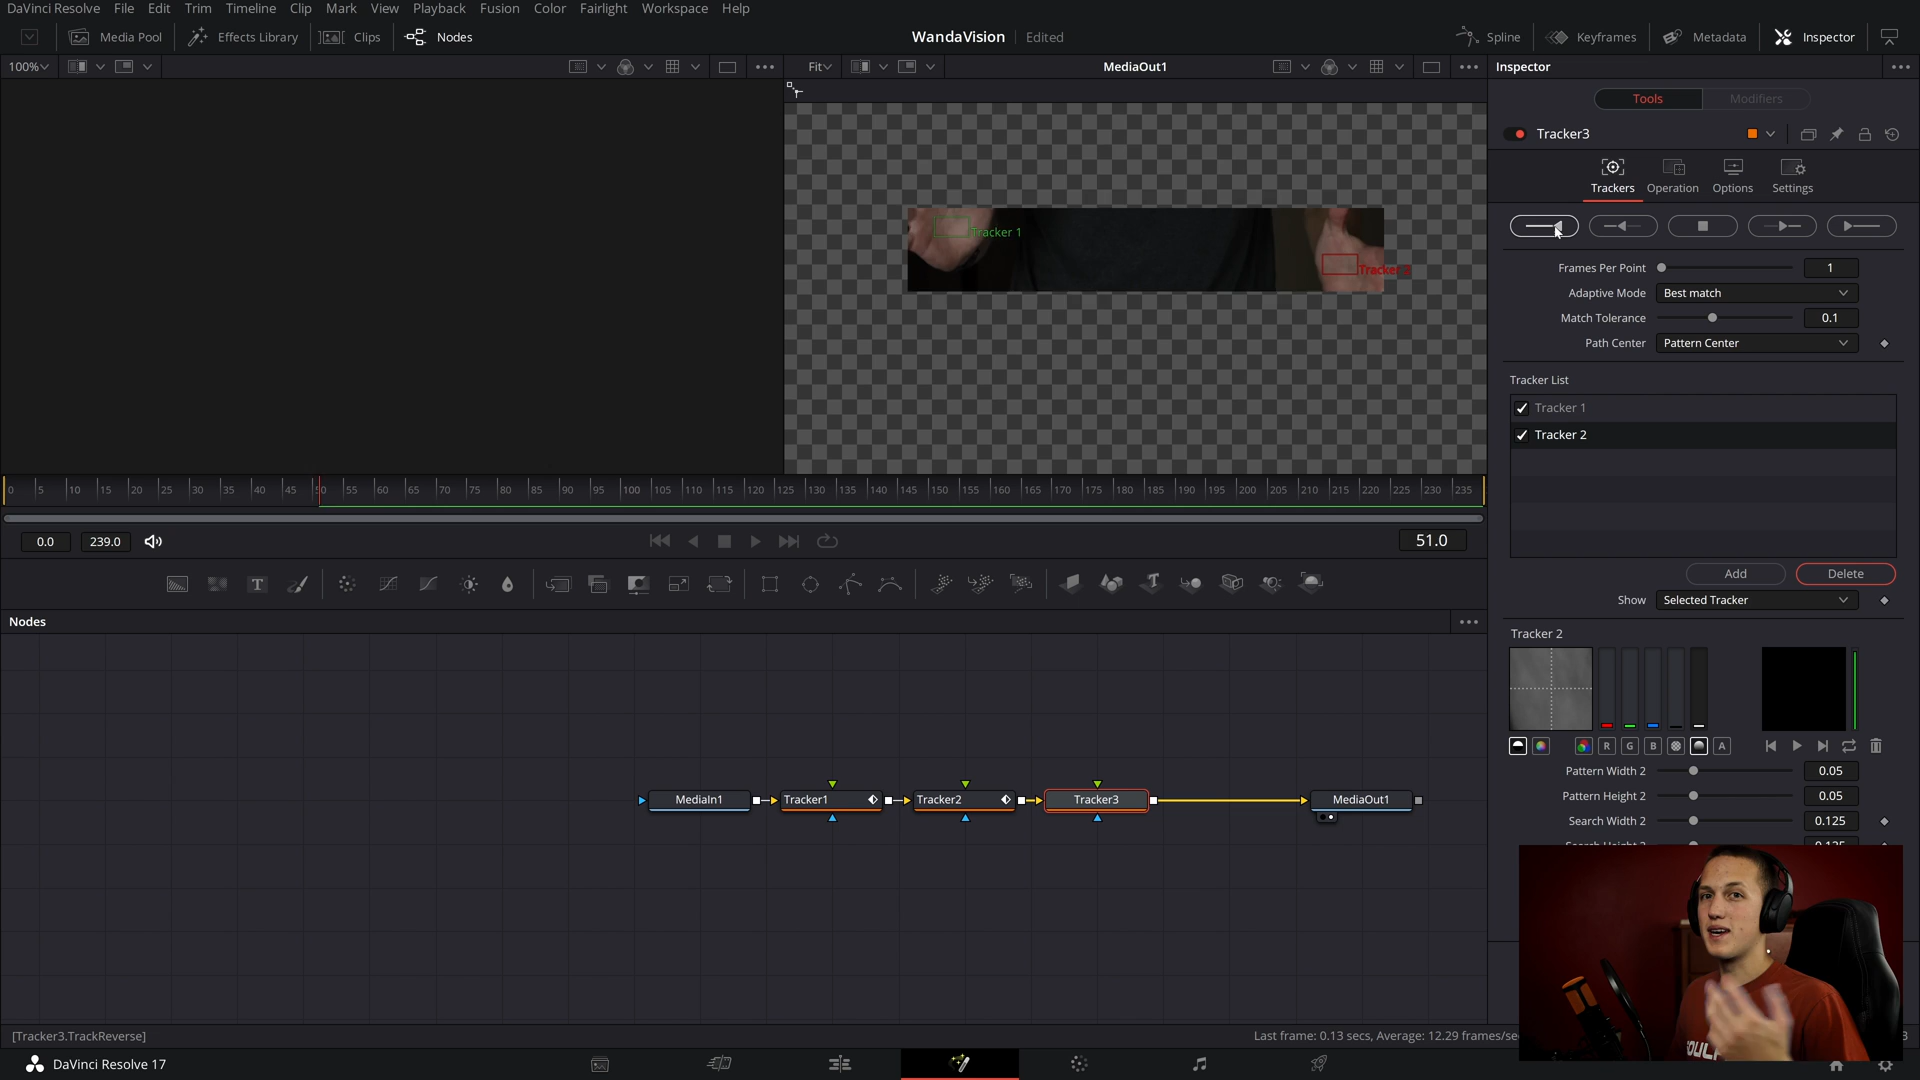 DaVinci Resolve File Edit Trim Timeline Clip Mark View Playback Fusion Color Fairlight Workspace Help
Media Pool Effects Library Clips Nodes WandaVision Edited Spline Keyframes Metadata Inspector
100% Fit MediaOut1 Inspector
Tools Modifiers
Tracker3
Trackers Operation Options Settings
Tracker 1
Tracker 2
Frames Per Point 1
Adaptive Mode Best match
Match Tolerance 0.1
Path Center Pattern Center
Tracker List
Tracker 1
Tracker 2
0 5 10 15 20 25 30 35 40 45 50 55 60 65 70 75 80 85 90 95 100 105 110 115 120 125 130 135 140 145 150 155 160 165 170 175 180 185 190 195 200 205 210 215 220 225 230 235
0.0 239.0 51.0
Add Delete
Show Selected Tracker
Nodes
Tracker 2
R G B A
Pattern Width 2 0.05
Pattern Height 2 0.05
Search Width 2 0.125
MediaIn1 Tracker1 Tracker2 Tracker3 MediaOut1
[Tracker3.TrackReverse] Last frame: 0.13 secs, Average: 12.29 frames/se
DaVinci Resolve 17